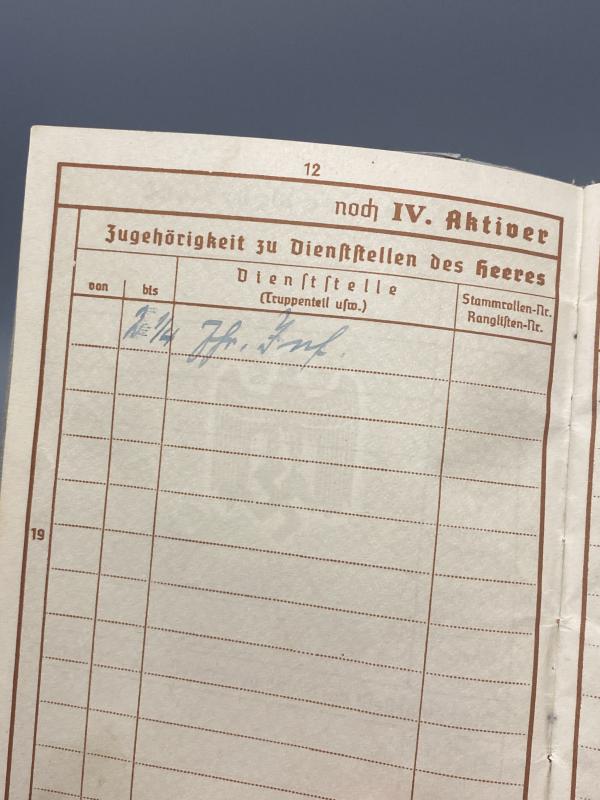 12
noch IV. Aktiver
Zugehörigkeit zu Dienststellen des Heeres
von
bis
Dienststelle
(Truppenteil usw.)
Stammrollen-Nr.
Ranglisten-Nr.
Inf.
19